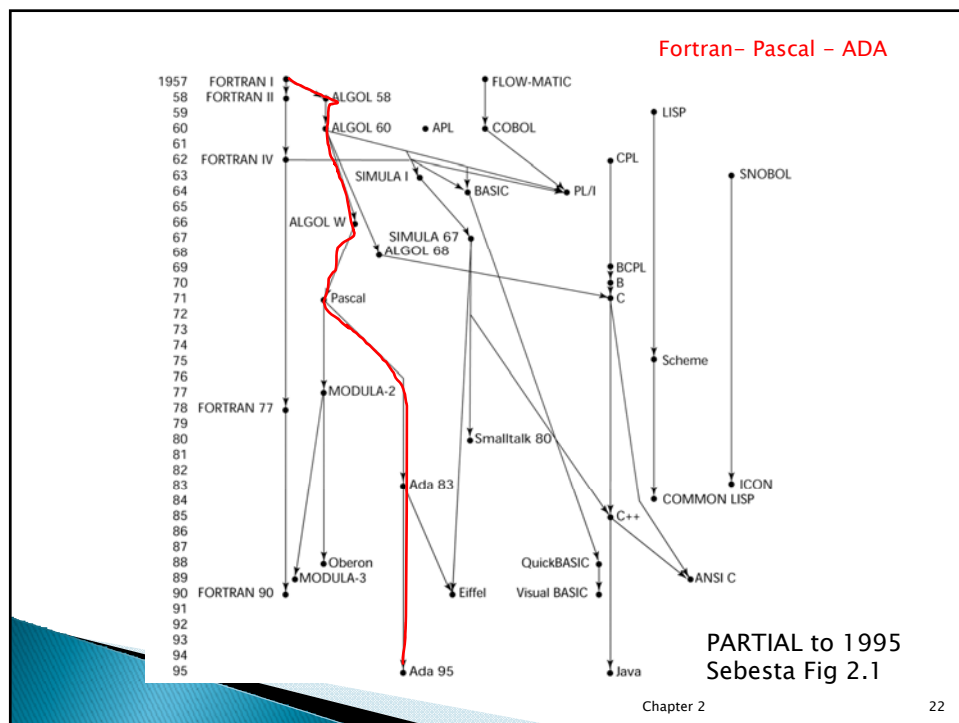 Fortran- Pascal - ADA
1957 FORTRAN I FLOW-MATIC
58 FORTRAN II ALGOL 58
59 LISP
60 ALGOL 60 APL COBOL
61
62 FORTRAN IV CPL
63 SIMULA I SNOBOL
64 BASIC PL/I
65
66 ALGOL W
67 SIMULA 67
68 ALGOL 68
69 BCPL
70 B
71 Pascal C
72
73
74
75 Scheme
76
77 MODULA-2
78 FORTRAN 77
79
80 Smalltalk 80
81
82
83 Ada 83 ICON
84 COMMON LISP
85 C++
86
87
88 Oberon QuickBASIC
89 MODULA-3 ANSI C
90 FORTRAN 90 Eiffel Visual BASIC
91
92
93
94
95 Ada 95 Java
PARTIAL to 1995
Sebesta Fig 2.1
Chapter 2 22